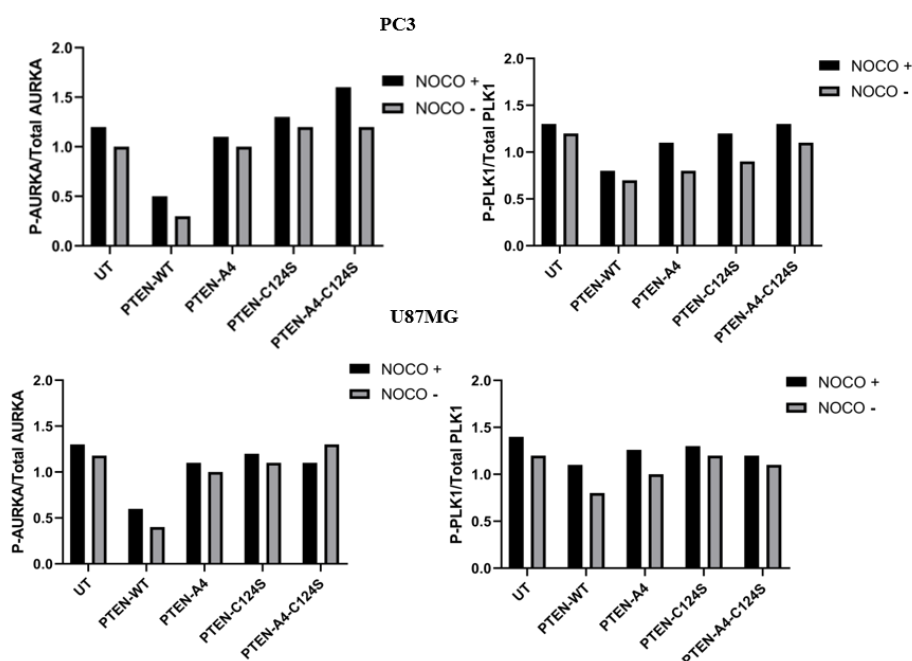 PC3
P-AURKA/Total AURKA
2.0
1.5
1.0
0.5
0.0
NOCO +
NOCO -
UT
PTEN-WT
PTEN-A4
PTEN-C124S
PTEN-A4-C124S
P-PLK1/Total PLK1
2.0
1.5
1.0
0.5
0.0
NOCO +
NOCO -
UT
PTEN-WT
PTEN-A4
PTEN-C124S
PTEN-A4-C124S
U87MG
P-AURKA/Total AURKA
2.0
1.5
1.0
0.5
0.0
NOCO +
NOCO -
UT
PTEN-WT
PTEN-A4
PTEN-C124S
PTEN-A4-C124S
P-PLK1/Total PLK1
2.0
1.5
1.0
0.5
0.0
NOCO +
NOCO -
UT
PTEN-WT
PTEN-A4
PTEN-C124S
PTEN-A4-C124S